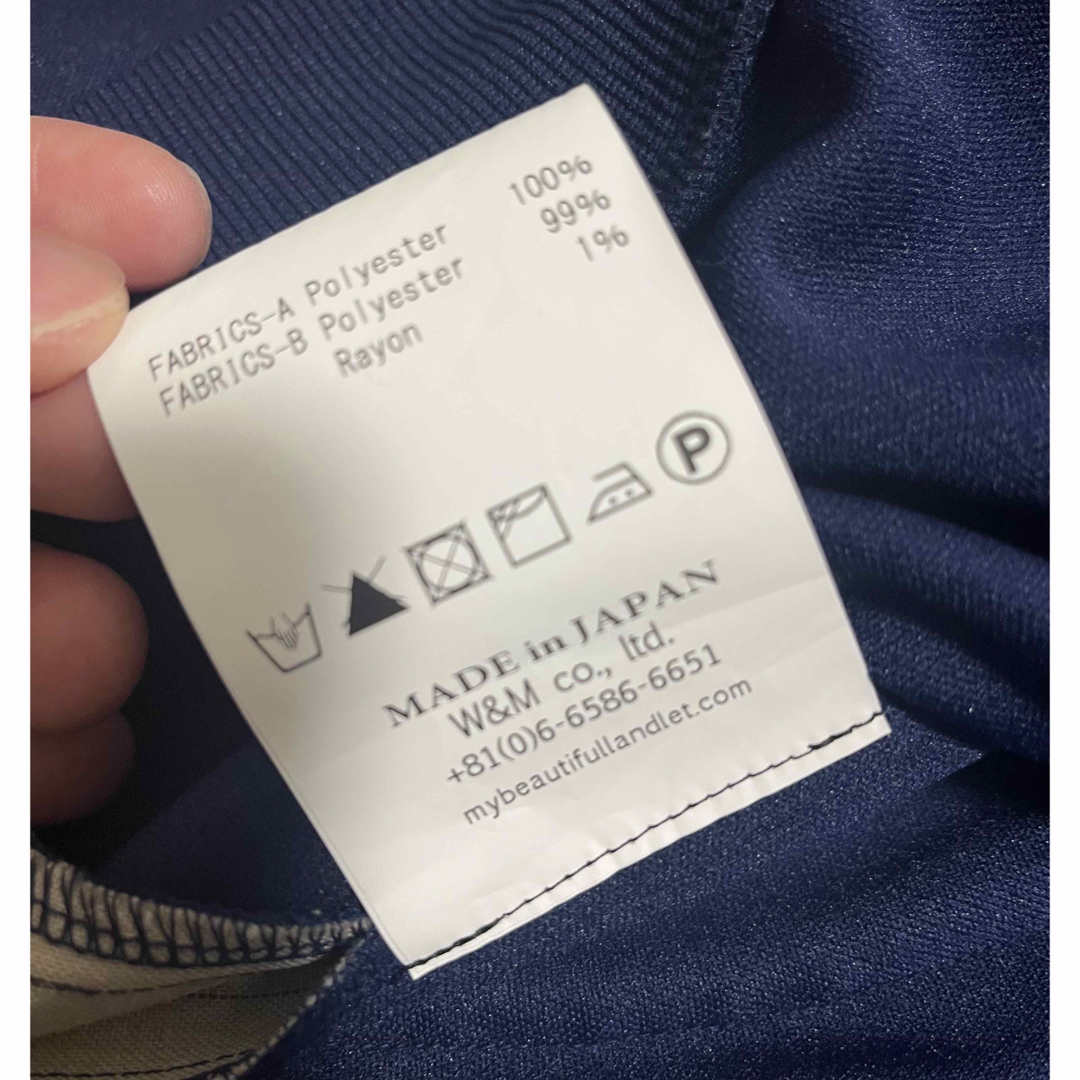 FABRICS-A Polyester 100%
FABRICS-B Polyester 99%
Rayon 1%
P
MADE in JAPAN
W&M co., ltd.
+81(0)6-6586-6651
mybeautifullandlet.com